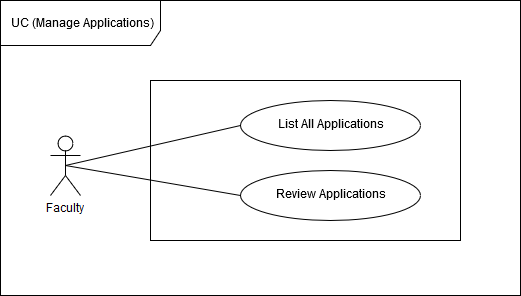 UC (Manage Applications)
List All Applications
Review Applications
Faculty